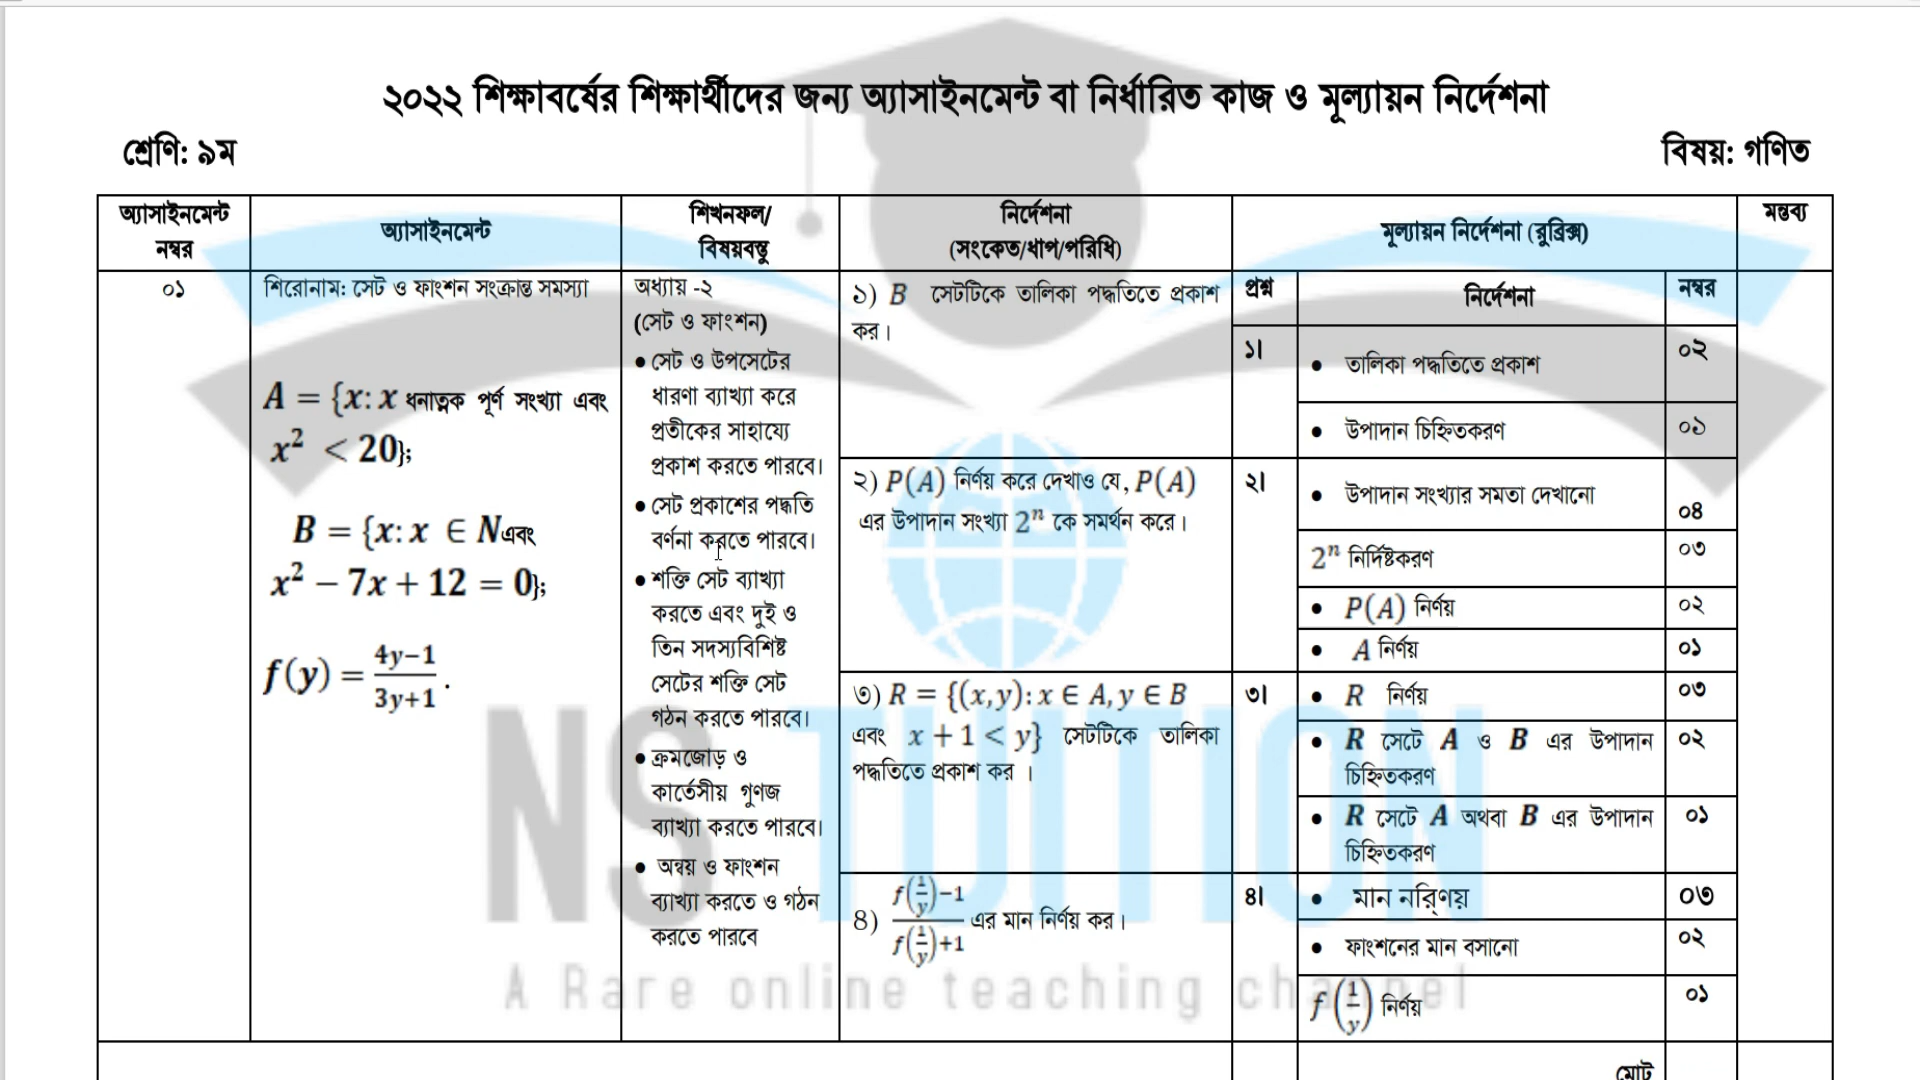 ২০২২ শিক্ষাবর্ষের শিক্ষার্থীদের জন্য অ্যাসাইনমেন্ট বা নির্ধারিত কাজ ও মূল্যায়ন নির্দেশনা
শ্রেণি: ৯ম
বিষয়: গণিত
অ্যাসাইনমেন্ট
নম্বর
অ্যাসাইনমেন্ট
শিখনফল/
বিষয়বস্তু
নির্দেশনা
(সংকেত/ধাপ/পরিধি)
মূল্যায়ন নির্দেশনা (রুব্রিক্স)
মন্তব্য
০১
শিরোনাম: সেট ও ফাংশন সংক্রান্ত সমস্যা
A = {x: x ধনাত্নক পূর্ণ সংখ্যা এবং
x² < 20};
B = {x: x ∈ Nএবং
x² − 7x + 12 = 0};
f(y) = (4y−1)/(3y+1) .
অধ্যায় -২
(সেট ও ফাংশন)
● সেট ও উপসেটের
ধারণা ব্যাখ্যা করে
প্রতীকের সাহায্যে
প্রকাশ করতে পারবে।
● সেট প্রকাশের পদ্ধতি
বর্ণনা করতে পারবে।
● শক্তি সেট ব্যাখ্যা
করতে এবং দুই ও
তিন সদস্যবিশিষ্ট
সেটের শক্তি সেট
গঠন করতে পারবে।
● ক্রমজোড় ও
কার্তেসীয় গুণজ
ব্যাখ্যা করতে পারবে।
● অন্বয় ও ফাংশন
ব্যাখ্যা করতে ও গঠন
করতে পারবে
১) B সেটটিকে তালিকা পদ্ধতিতে প্রকাশ
কর।
২) P(A) নির্ণয় করে দেখাও যে, P(A)
এর উপাদান সংখ্যা 2ⁿ কে সমর্থন করে।
৩) R = {(x,y): x ∈ A, y ∈ B
এবং x + 1 < y} সেটটিকে তালিকা
পদ্ধতিতে প্রকাশ কর ।
8) (f(1/y)−1)/(f(1/y)+1) এর মান নির্ণয় কর।
প্রশ্ন
নির্দেশনা
নম্বর
১।
● তালিকা পদ্ধতিতে প্রকাশ
০২
● উপাদান চিহ্নিতকরণ
০১
২।
● উপাদান সংখ্যার সমতা দেখানো
০৪
2ⁿ নির্দিষ্টকরণ
০৩
● P(A) নির্ণয়
০২
● A নির্ণয়
০১
৩।
● R নির্ণয়
০৩
● R সেটে A ও B এর উপাদান
চিহ্নিতকরণ
০২
● R সেটে A অথবা B এর উপাদান
চিহ্নিতকরণ
০১
৪।
● মান নর্িণয়
০৩
● ফাংশনের মান বসানো
০২
f(1/y) নির্ণয়
০১
মোট
NS TUITION
A Rare online teaching channel